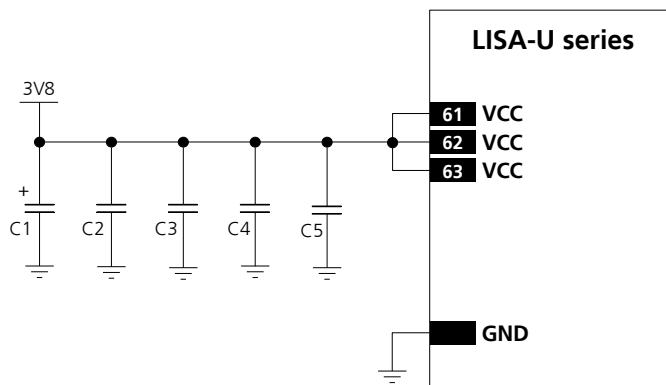 LISA-U series
3V8
61 VCC
62 VCC
63 VCC
+
C1
C2
C3
C4
C5
GND